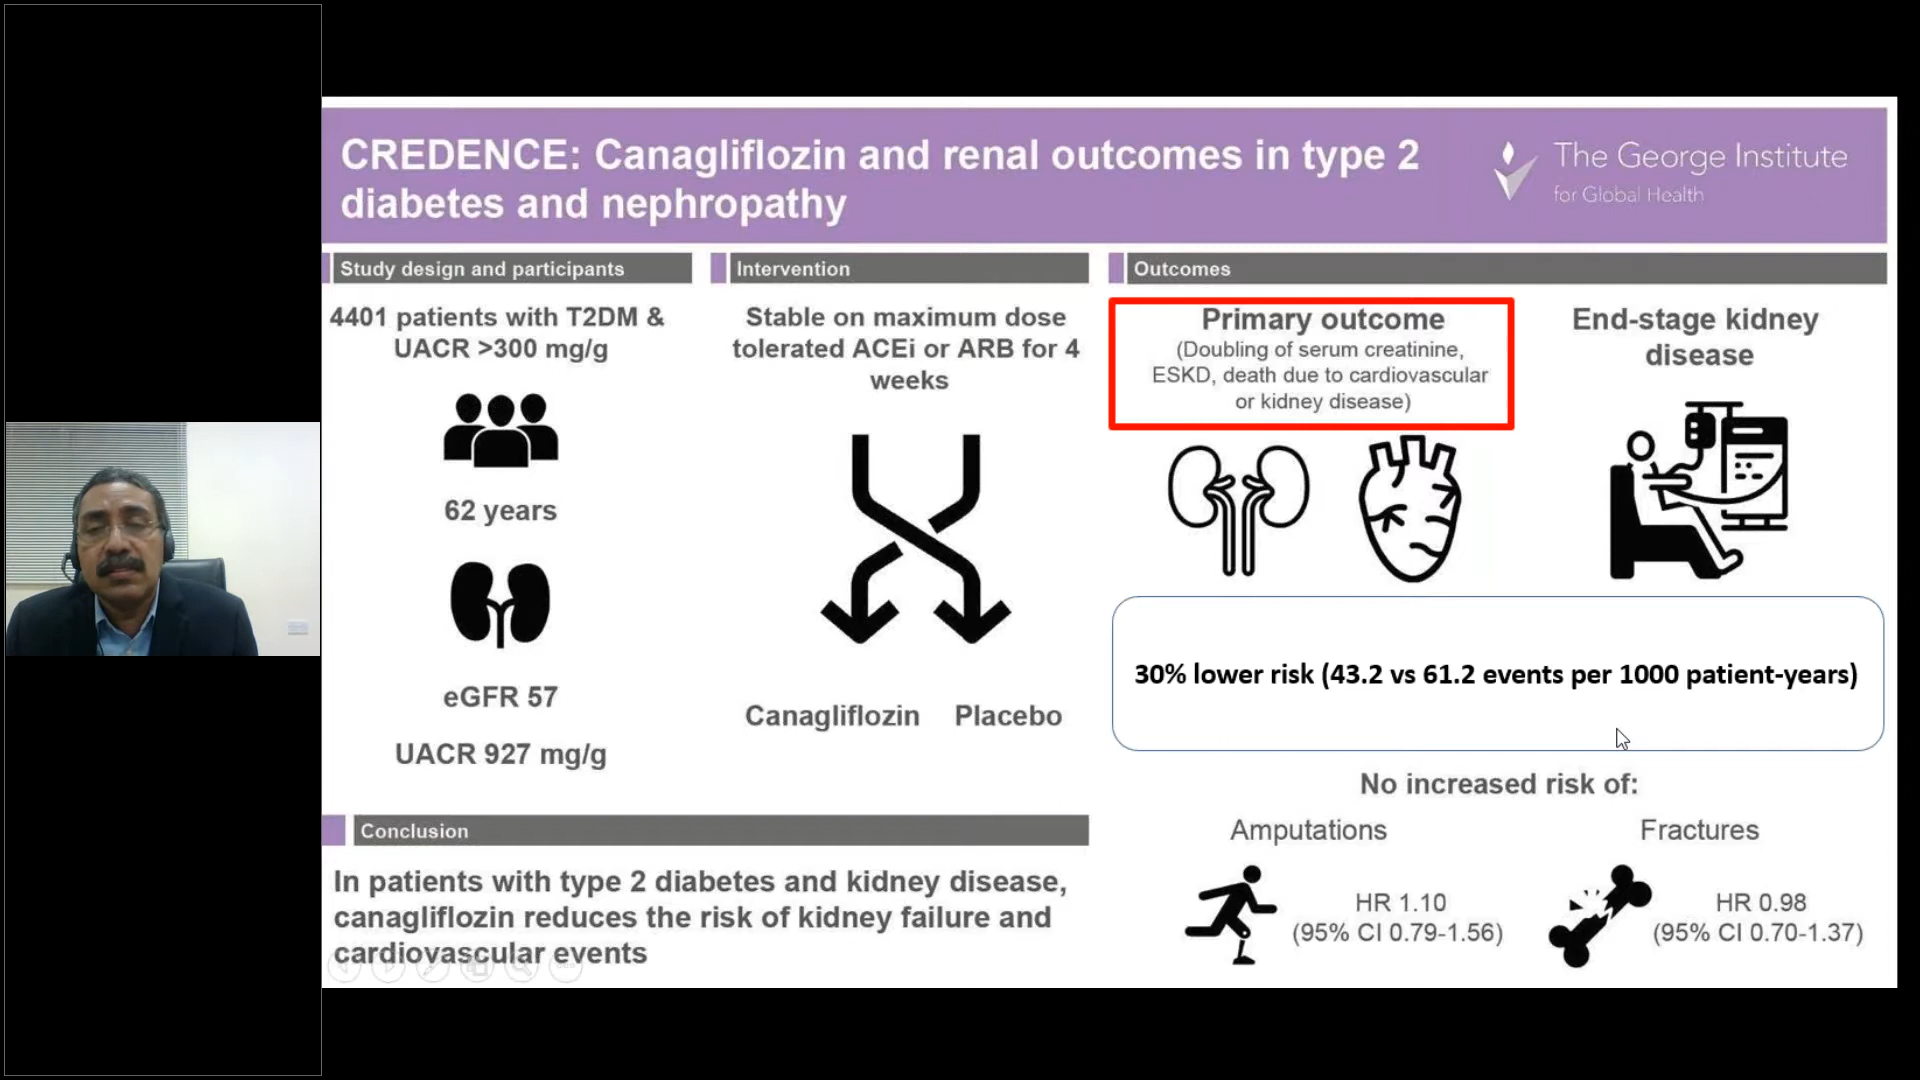 CREDENCE: Canagliflozin and renal outcomes in type 2
diabetes and nephropathy
The George Institute
for Global Health
Study design and participants
4401 patients with T2DM &
UACR >300 mg/g
62 years
eGFR 57
UACR 927 mg/g
Intervention
Stable on maximum dose
tolerated ACEi or ARB for 4
weeks
Canagliflozin
Placebo
Outcomes
Primary outcome
(Doubling of serum creatinine,
ESKD, death due to cardiovascular
or kidney disease)
End-stage kidney
disease
30% lower risk (43.2 vs 61.2 events per 1000 patient-years)
No increased risk of:
Amputations
HR 1.10
(95% CI 0.79-1.56)
Fractures
HR 0.98
(95% CI 0.70-1.37)
Conclusion
In patients with type 2 diabetes and kidney disease,
canagliflozin reduces the risk of kidney failure and
cardiovascular events